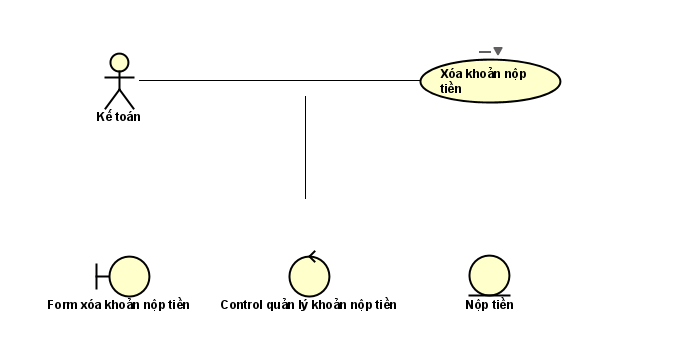 Xóa khoản nộp
tiền
Kế toán
Form xóa khoản nộp tiền
Control quản lý khoản nộp tiền
Nộp tiền